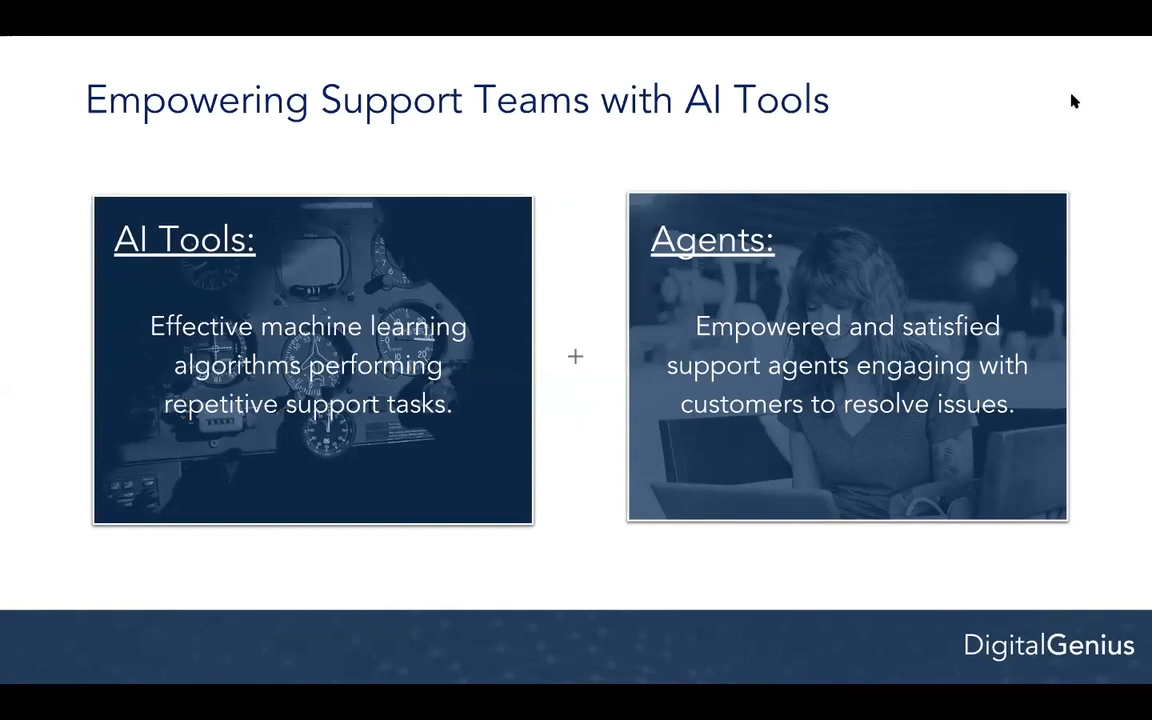 Empowering Support Teams with AI Tools
AI Tools:
Effective machine learning
algorithms performing
repetitive support tasks.
+
Agents:
Empowered and satisfied
support agents engaging with
customers to resolve issues.
DigitalGenius